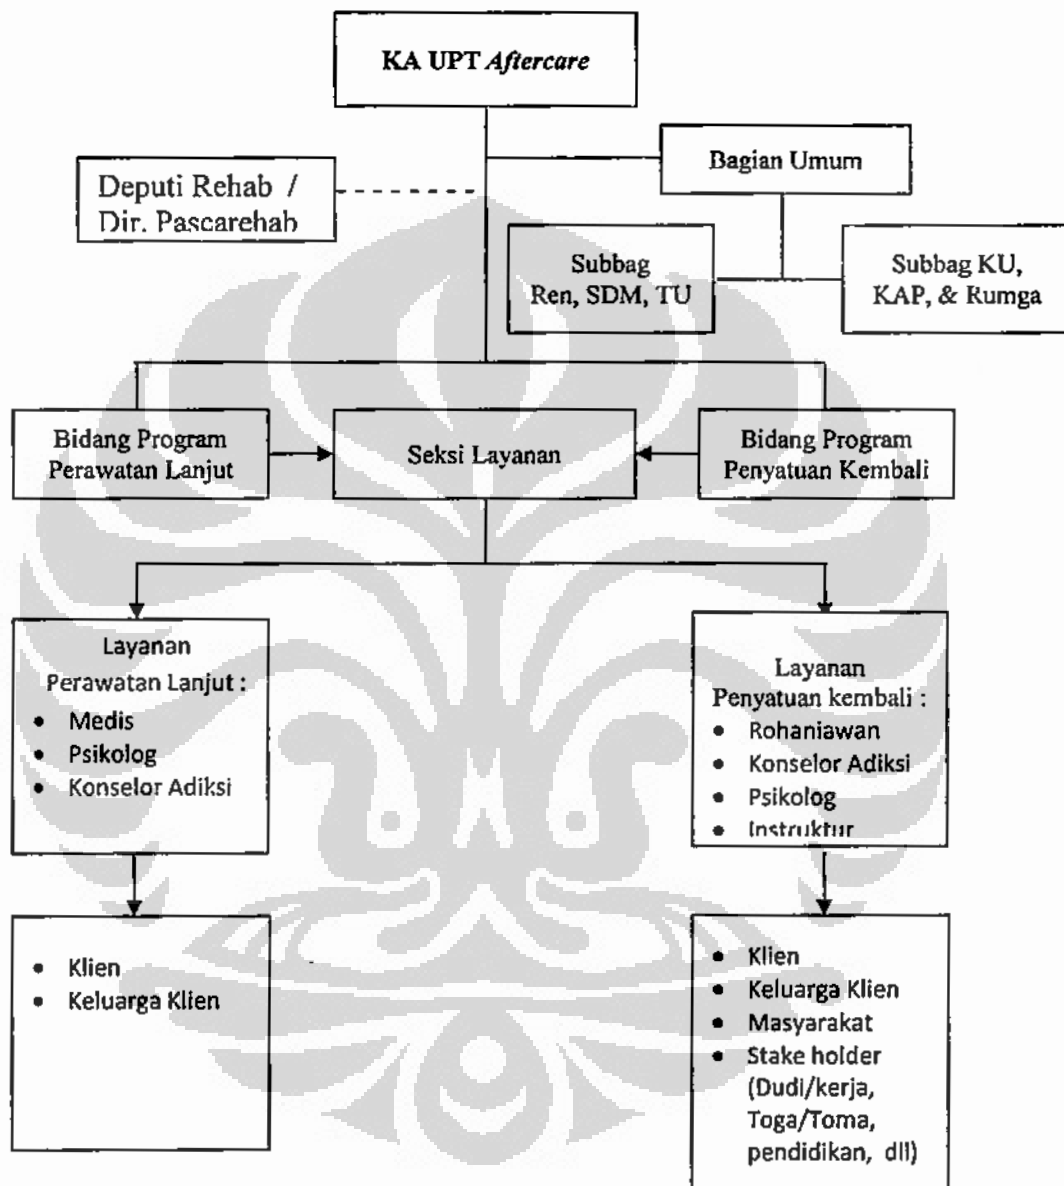 KA UPT Aftercare
Bagian Umum
Deputi Rehab /
Dir. Pascarehab
Subbag
Ren, SDM, TU
Subbag KU,
KAP, & Rumga
Bidang Program
Perawatan Lanjut
Seksi Layanan
Bidang Program
Penyatuan Kembali
Layanan
Perawatan Lanjut :
• Medis
• Psikolog
• Konselor Adiksi
Layanan
Penyatuan kembali :
• Rohaniawan
• Konselor Adiksi
• Psikolog
• Instruktur
• Klien
• Keluarga Klien
• Klien
• Keluarga Klien
• Masyarakat
• Stake holder
(Dudi/kerja,
Toga/Toma,
pendidikan, dll)